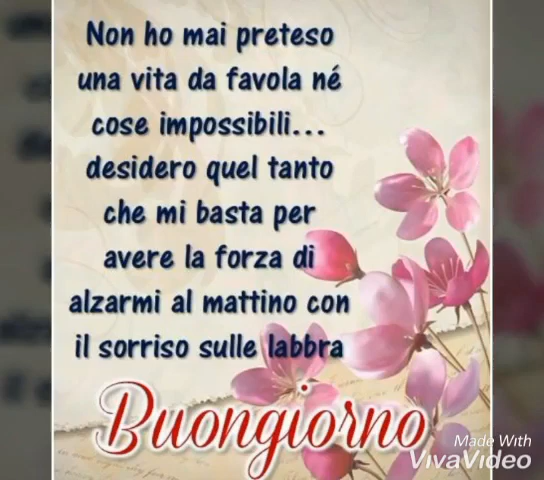 Non ho mai preteso
una vita da favola né
cose impossibili...
desidero quel tanto
che mi basta per
avere la forza di
alzarmi al mattino con
il sorriso sulle labbra
Buongiorno
Made With
VivaVideo